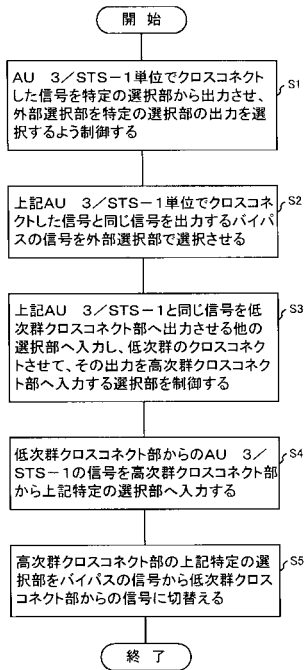 開 始
AU 3／STS－1単位でクロスコネクト
した信号を特定の選択部から出力させ、
外部選択部を特定の選択部の出力を選
択するよう制御する
S1
上記AU 3／STS－1単位でクロスコネ
クトした信号と同じ信号を出力するバイパ
スの信号を外部選択部で選択させる
S2
上記AU 3／STS－1と同じ信号を低
次群クロスコネクト部へ出力させる他の
選択部へ入力し、低次群のクロスコネク
トさせて、その出力を高次群クロスコネク
ト部へ入力する選択部を制御する
S3
低次群クロスコネクト部からのAU 3／
STS－1の信号を高次群クロスコネクト部
から上記特定の選択部へ入力する
S4
高次群クロスコネクト部の上記特定の選
択部をバイパスの信号から低次群クロス
コネクト部からの信号に切替える
S5
終 了